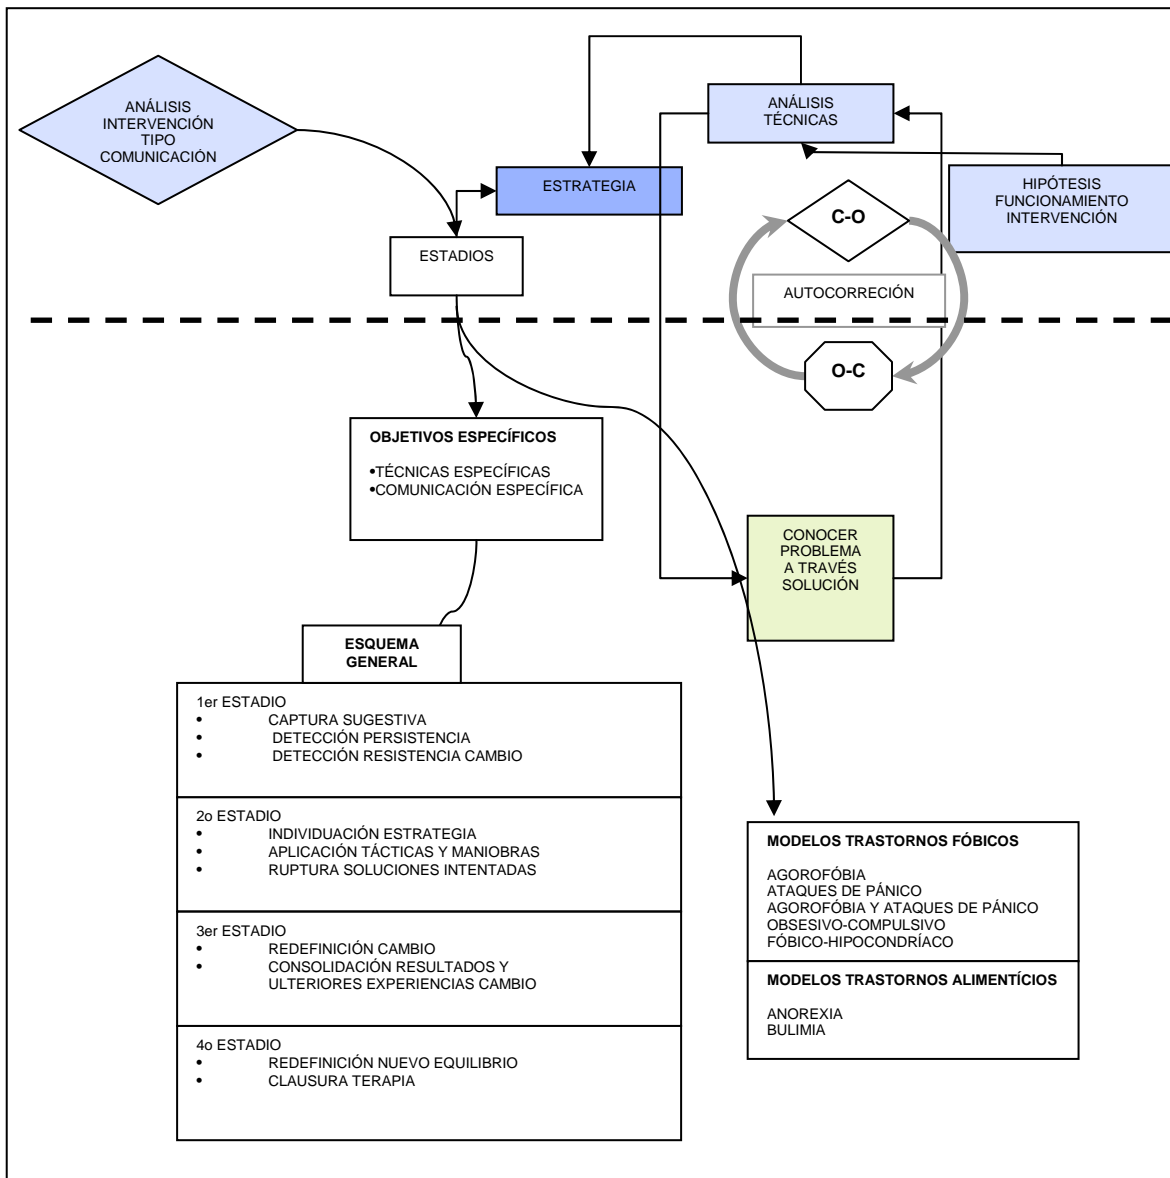 ANÁLISIS
INTERVENCIÓN
TIPO
COMUNICACIÓN
ANÁLISIS
TÉCNICAS
ESTRATEGIA
HIPÓTESIS
FUNCIONAMIENTO
INTERVENCIÓN
C-O
ESTADIOS
AUTOCORRECIÓN
O-C
OBJETIVOS ESPECÍFICOS
•TÉCNICAS ESPECÍFICAS
•COMUNICACIÓN ESPECÍFICA
CONOCER
PROBLEMA
A TRAVÉS
SOLUCIÓN
ESQUEMA
GENERAL
1er ESTADIO
• CAPTURA SUGESTIVA
• DETECCIÓN PERSISTENCIA
• DETECCIÓN RESISTENCIA CAMBIO
2o ESTADIO
• INDIVIDUACIÓN ESTRATEGIA
• APLICACIÓN TÁCTICAS Y MANIOBRAS
• RUPTURA SOLUCIONES INTENTADAS
3er ESTADIO
• REDEFINICIÓN CAMBIO
• CONSOLIDACIÓN RESULTADOS Y
ULTERIORES EXPERIENCIAS CAMBIO
4o ESTADIO
• REDEFINICIÓN NUEVO EQUILIBRIO
• CLAUSURA TERAPIA
MODELOS TRASTORNOS FÓBICOS
AGOROFÓBIA
ATAQUES DE PÁNICO
AGOROFÓBIA Y ATAQUES DE PÁNICO
OBSESIVO-COMPULSIVO
FÓBICO-HIPOCONDRÍACO
MODELOS TRASTORNOS ALIMENTÍCIOS
ANOREXIA
BULIMIA